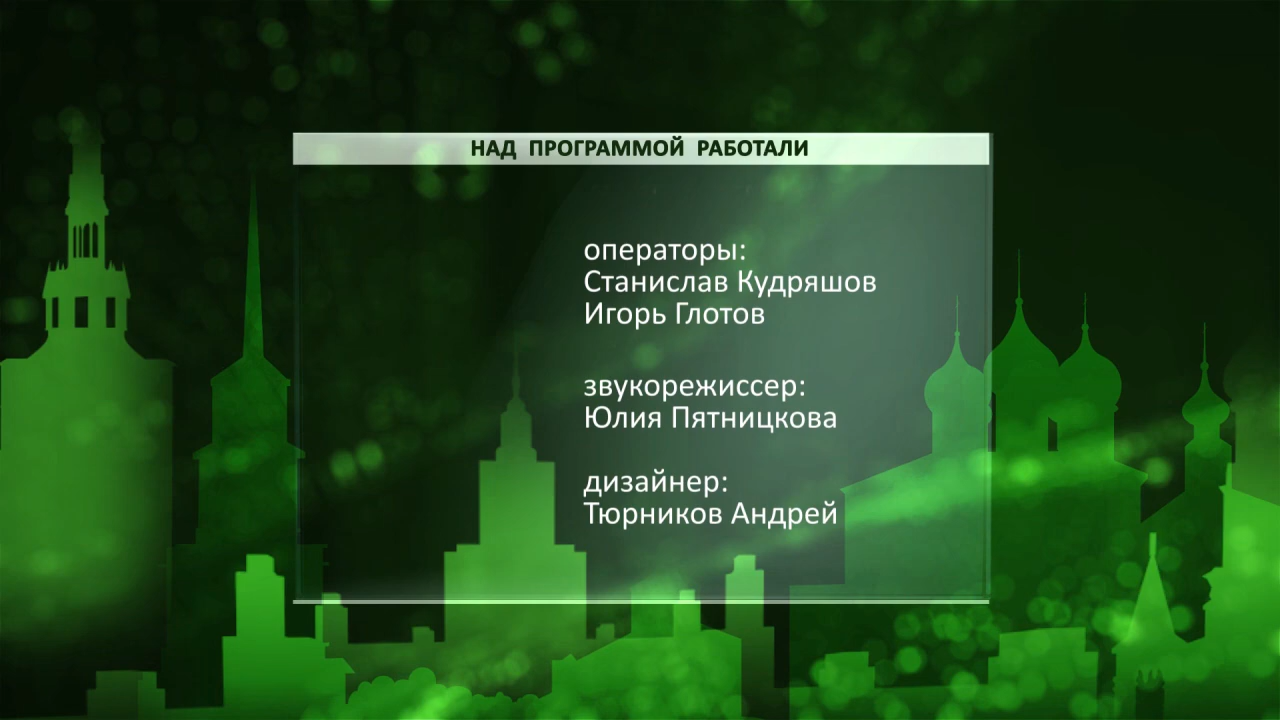 НАД ПРОГРАММОЙ РАБОТАЛИ
операторы:
Станислав Кудряшов
Игорь Глотов
звукорежиссер:
Юлия Пятницкова
дизайнер:
Тюрников Андрей